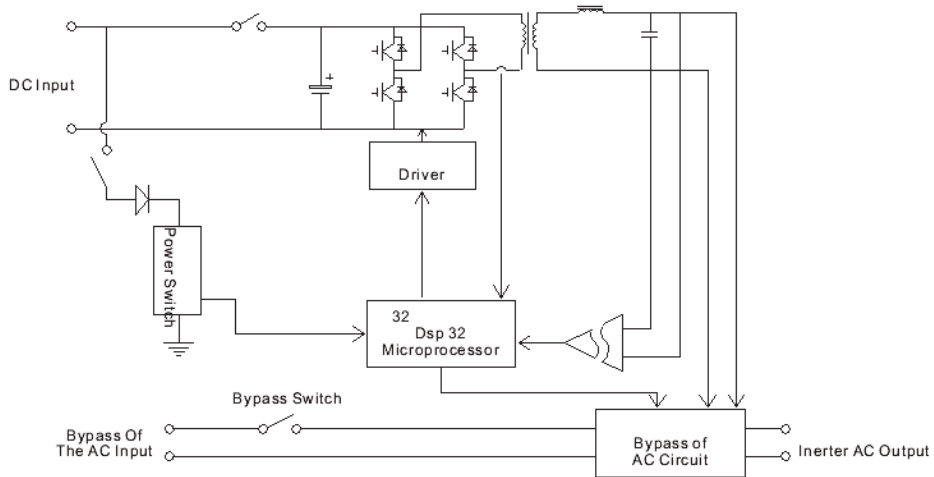 +
DC Input
Driver
Power Switch
32
Dsp 32
Microprocessor
Bypass Switch
Bypass Of
The AC Input
Bypass of
AC Circuit
Inerter AC Output